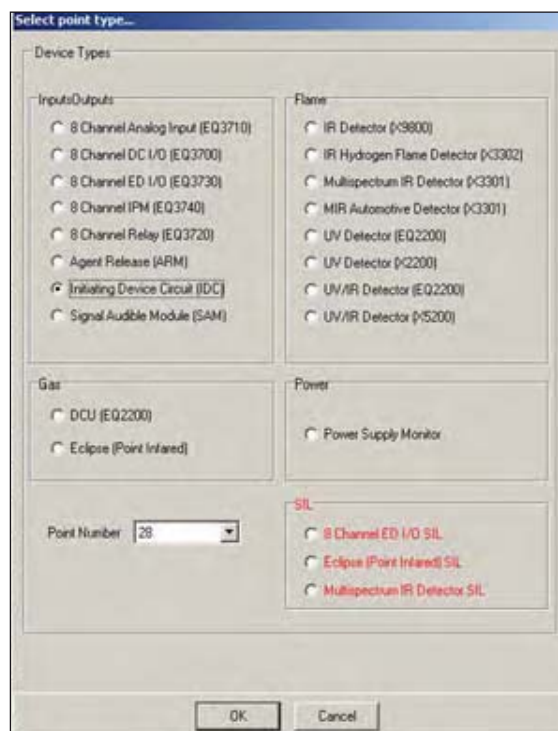 Select point type...
Device Types
InputsOutputs
8 Channel Analog Input (EQ3710)
8 Channel DC I/O (EQ3700)
8 Channel ED I/O (EQ3730)
8 Channel IPM (EQ3740)
8 Channel Relay (EQ3720)
Agent Release (ARM)
Initiating Device Circuit (IDC)
Signal Audible Module (SAM)
Flame
IR Detector (X9800)
IR Hydrogen Flame Detector (X3302)
Multispectrum IR Detector (X3301)
MIR Automotive Detector (X3301)
UV Detector (EQ2200)
UV Detector (X2200)
UV/IR Detector (EQ2200)
UV/IR Detector (X5200)
Gas
DCU (EQ2200)
Eclipse (Point Infared)
Power
Power Supply Monitor
Point Number 28
SIL
8 Channel ED I/O SIL
Eclipse (Point Infared) SIL
Multispectrum IR Detector SIL
OK Cancel